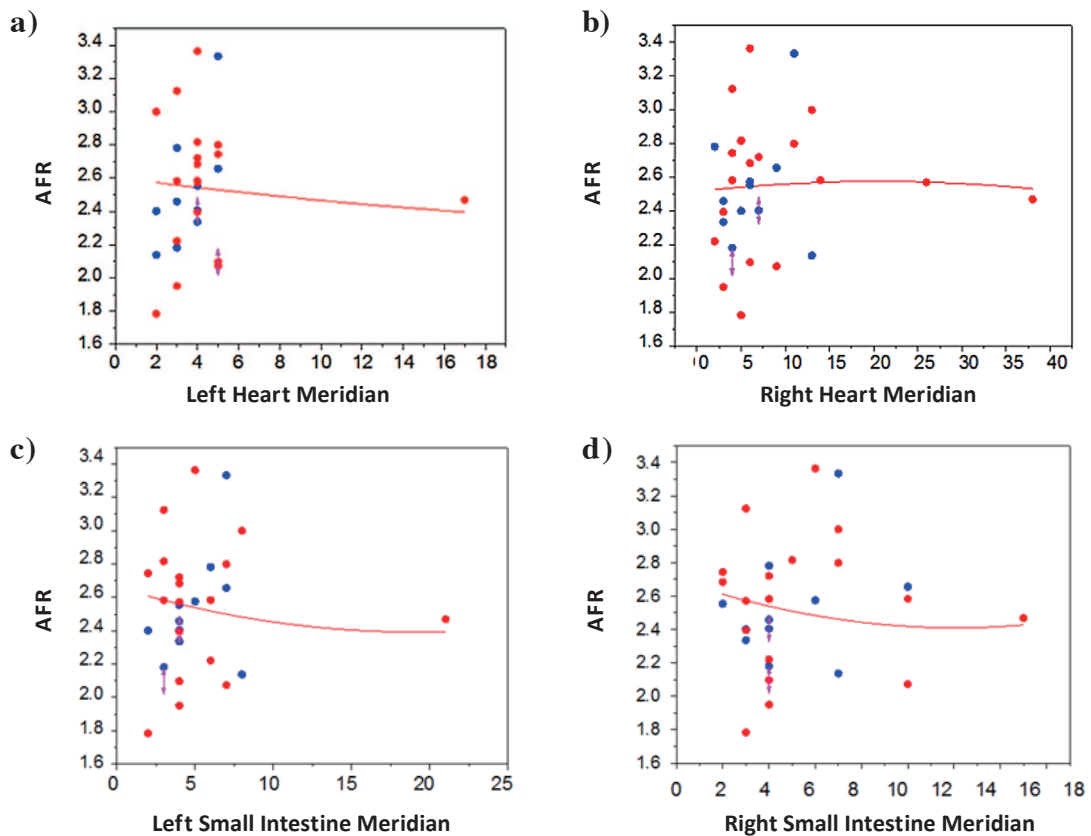 a)
3.4
3.2
3.0
2.8
2.6
2.4
2.2
2.0
1.8
1.6
AFR
0 2 4 6 8 10 12 14 16 18
Left Heart Meridian
b)
3.4
3.2
3.0
2.8
2.6
2.4
2.2
2.0
1.8
1.6
AFR
0 5 10 15 20 25 30 35 40
Right Heart Meridian
c)
3.4
3.2
3.0
2.8
2.6
2.4
2.2
2.0
1.8
1.6
AFR
0 5 10 15 20 25
Left Small Intestine Meridian
d)
3.4
3.2
3.0
2.8
2.6
2.4
2.2
2.0
1.8
1.6
AFR
0 2 4 6 8 10 12 14 16 18
Right Small Intestine Meridian